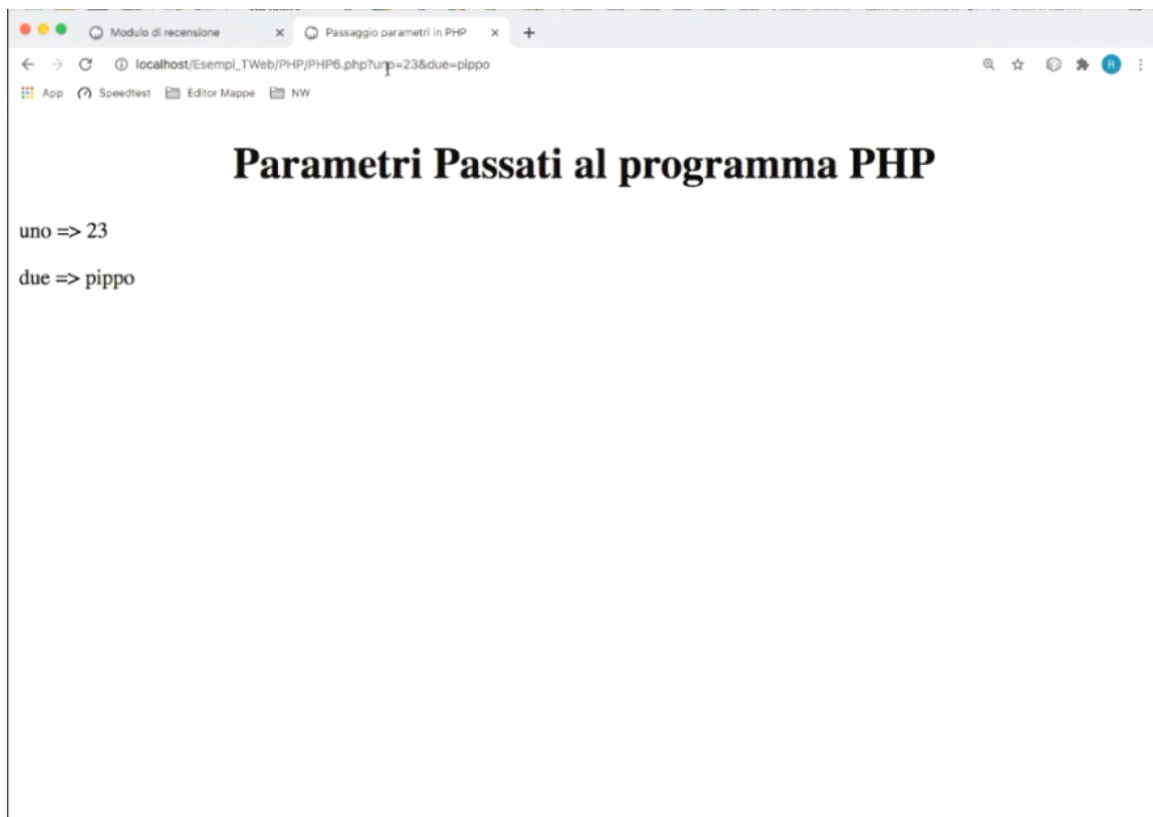 Modulo di recensione
Passaggio parametri in PHP
localhost/Esempi_TWeb/PHP/PHP6.php?uno=23&due=pippo
R
App Speedtest Editor Mappe NW
Parametri Passati al programma PHP
uno => 23
due => pippo